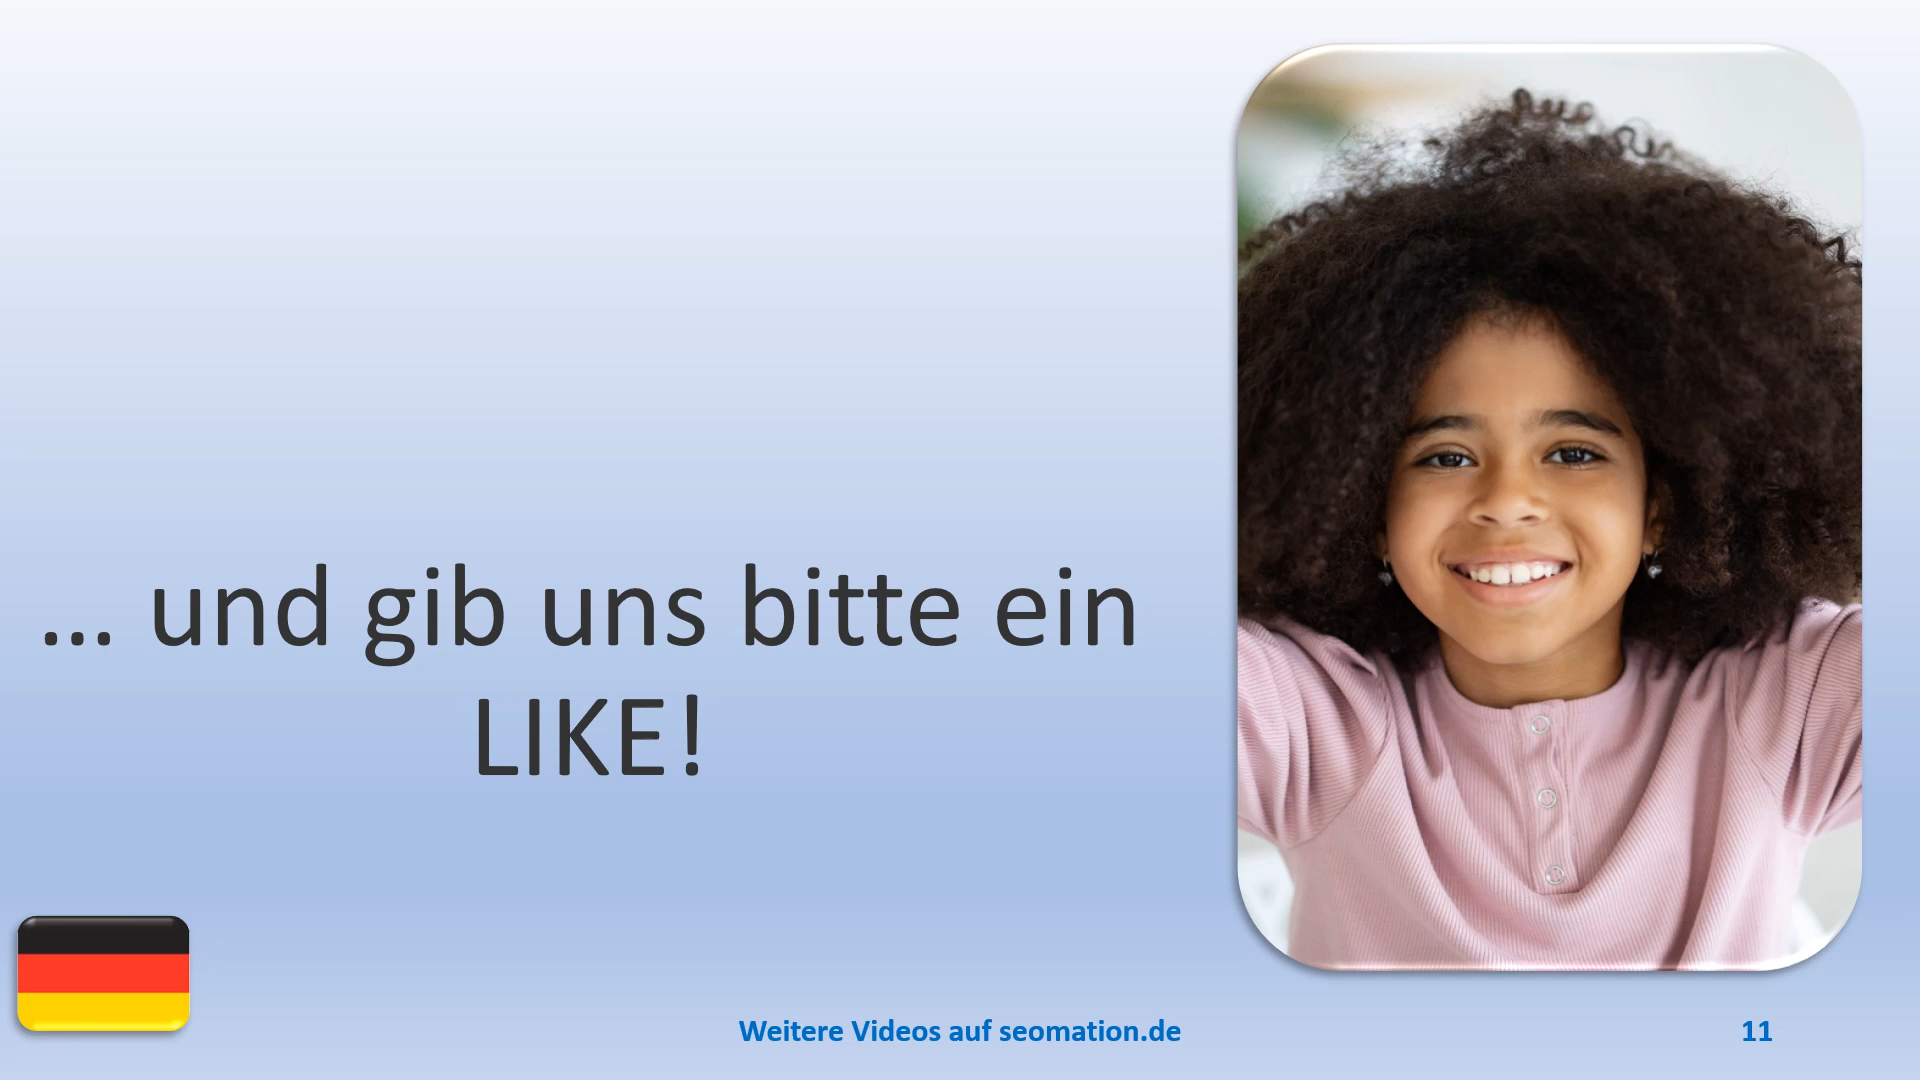 ... und gib uns bitte ein
LIKE!
Weitere Videos auf seomation.de
11